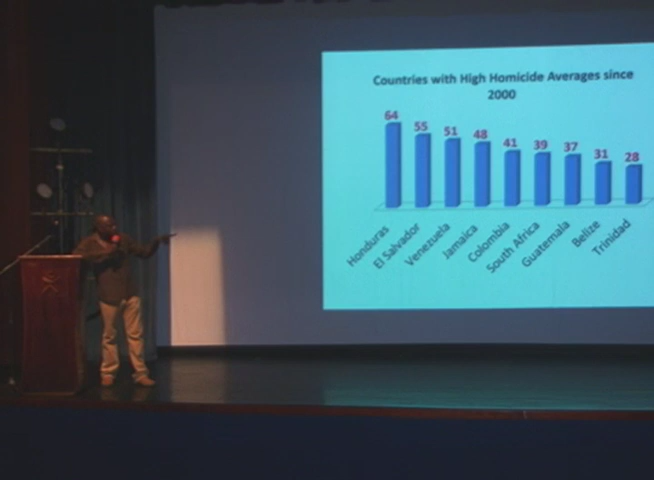 Countries with High Homicide Averages since
2000
64 55 51 48 41 39 37 31 28
Honduras El Salvador Venezuela Jamaica Colombia South Africa Guatemala Belize Trinidad